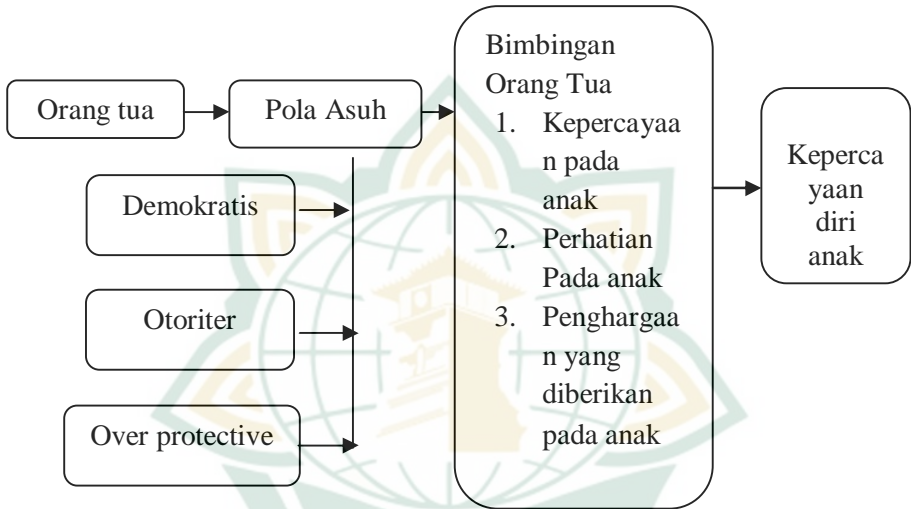 Orang tua
Pola Asuh
Demokratis
Otoriter
Over protective
Bimbingan
Orang Tua
1. Kepercayaa
n pada
anak
2. Perhatian
Pada anak
3. Penghargaa
n yang
diberikan
pada anak
Keperca
yaan
diri
anak